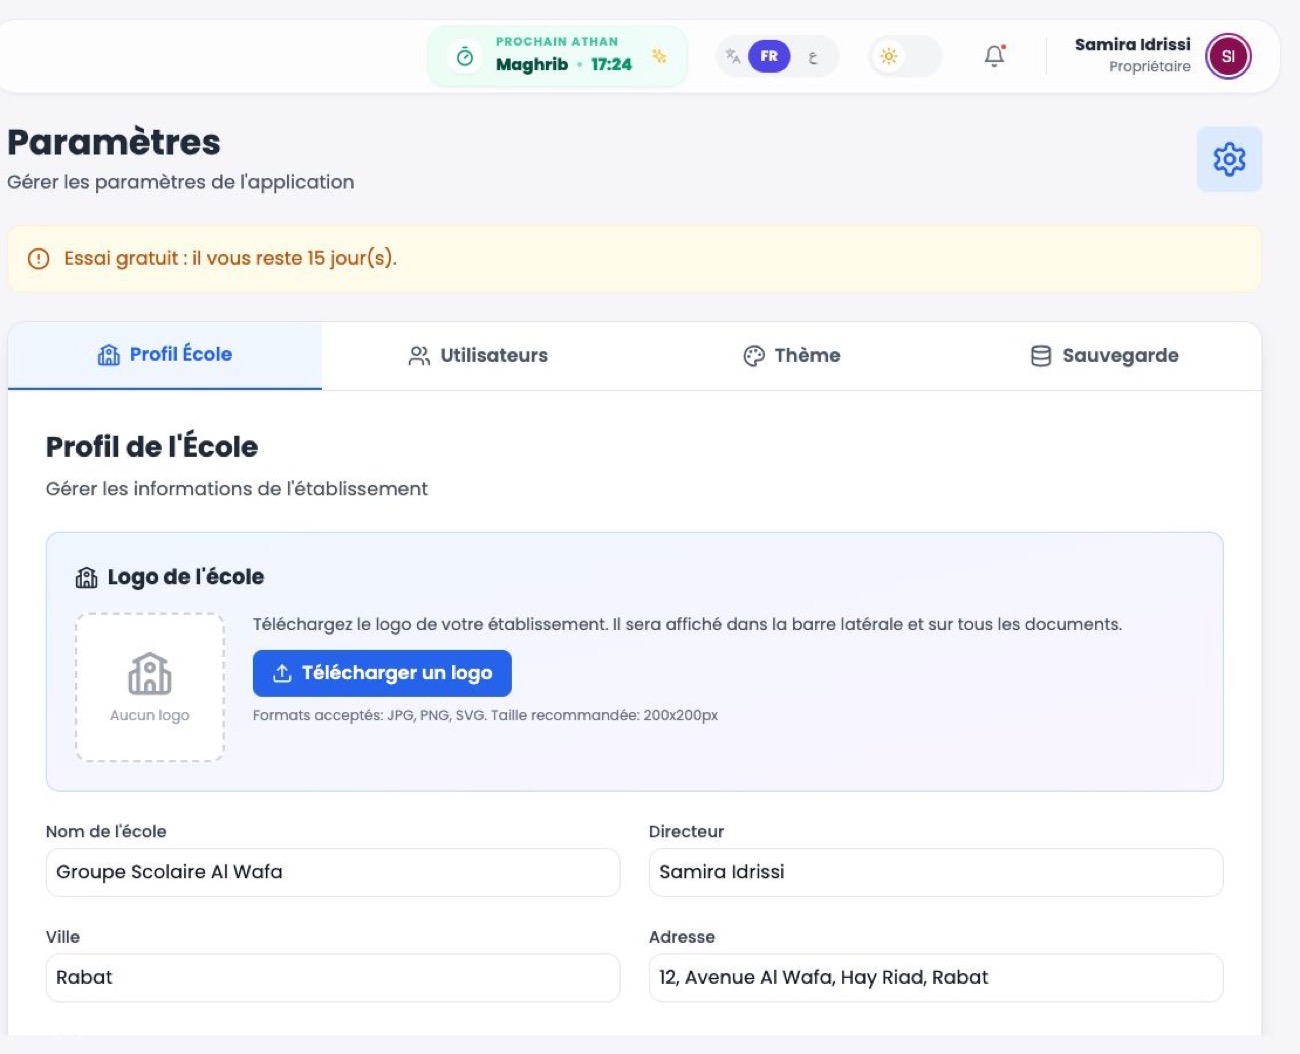 PROCHAIN ATHAN
Maghrib • 17:24
FR
ع
Samira Idrissi
Propriétaire
SI
Paramètres
Gérer les paramètres de l'application
Essai gratuit : il vous reste 15 jour(s).
Profil École
Utilisateurs
Thème
Sauvegarde
Profil de l'École
Gérer les informations de l'établissement
Logo de l'école
Aucun logo
Téléchargez le logo de votre établissement. Il sera affiché dans la barre latérale et sur tous les documents.
Télécharger un logo
Formats acceptés: JPG, PNG, SVG. Taille recommandée: 200x200px
Nom de l'école
Directeur
Groupe Scolaire Al Wafa
Samira Idrissi
Ville
Adresse
Rabat
12, Avenue Al Wafa, Hay Riad, Rabat